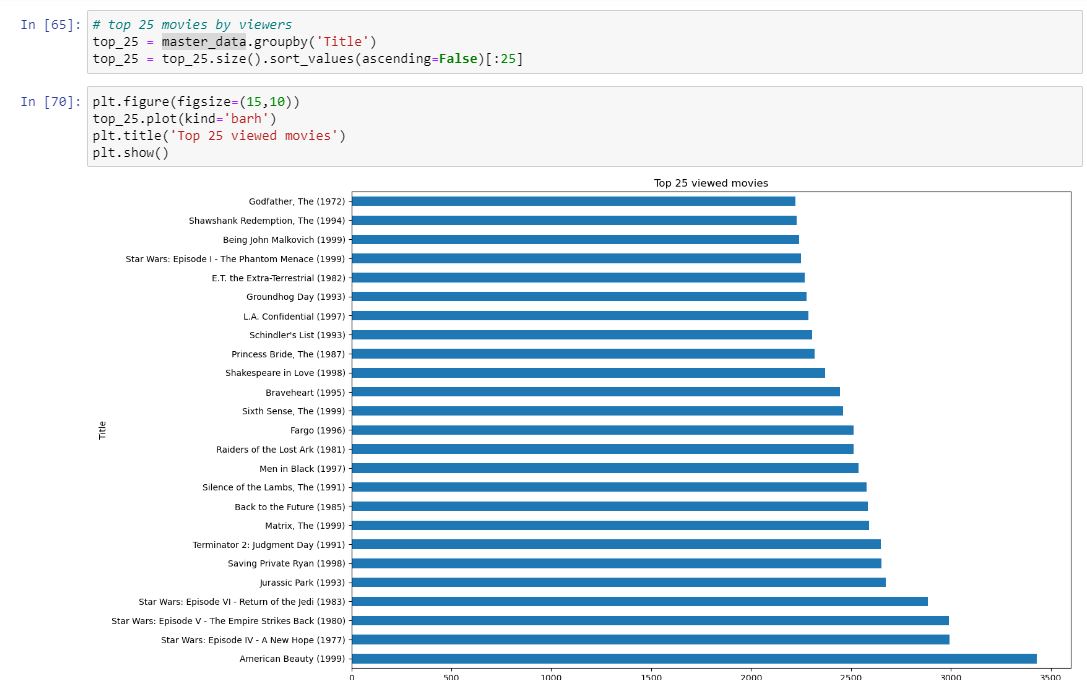 In [65]: # top 25 movies by viewers
top_25 = master_data.groupby('Title')
top_25 = top_25.size().sort_values(ascending=False)[:25]
In [70]: plt.figure(figsize=(15,10))
top_25.plot(kind='barh')
plt.title('Top 25 viewed movies')
plt.show()
Top 25 viewed movies
Title
Godfather, The (1972)
Shawshank Redemption, The (1994)
Being John Malkovich (1999)
Star Wars: Episode I - The Phantom Menace (1999)
E.T. the Extra-Terrestrial (1982)
Groundhog Day (1993)
L.A. Confidential (1997)
Schindler's List (1993)
Princess Bride, The (1987)
Shakespeare in Love (1998)
Braveheart (1995)
Sixth Sense, The (1999)
Fargo (1996)
Raiders of the Lost Ark (1981)
Men in Black (1997)
Silence of the Lambs, The (1991)
Back to the Future (1985)
Matrix, The (1999)
Terminator 2: Judgment Day (1991)
Saving Private Ryan (1998)
Jurassic Park (1993)
Star Wars: Episode VI - Return of the Jedi (1983)
Star Wars: Episode V - The Empire Strikes Back (1980)
Star Wars: Episode IV - A New Hope (1977)
American Beauty (1999)
0 500 1000 1500 2000 2500 3000 3500